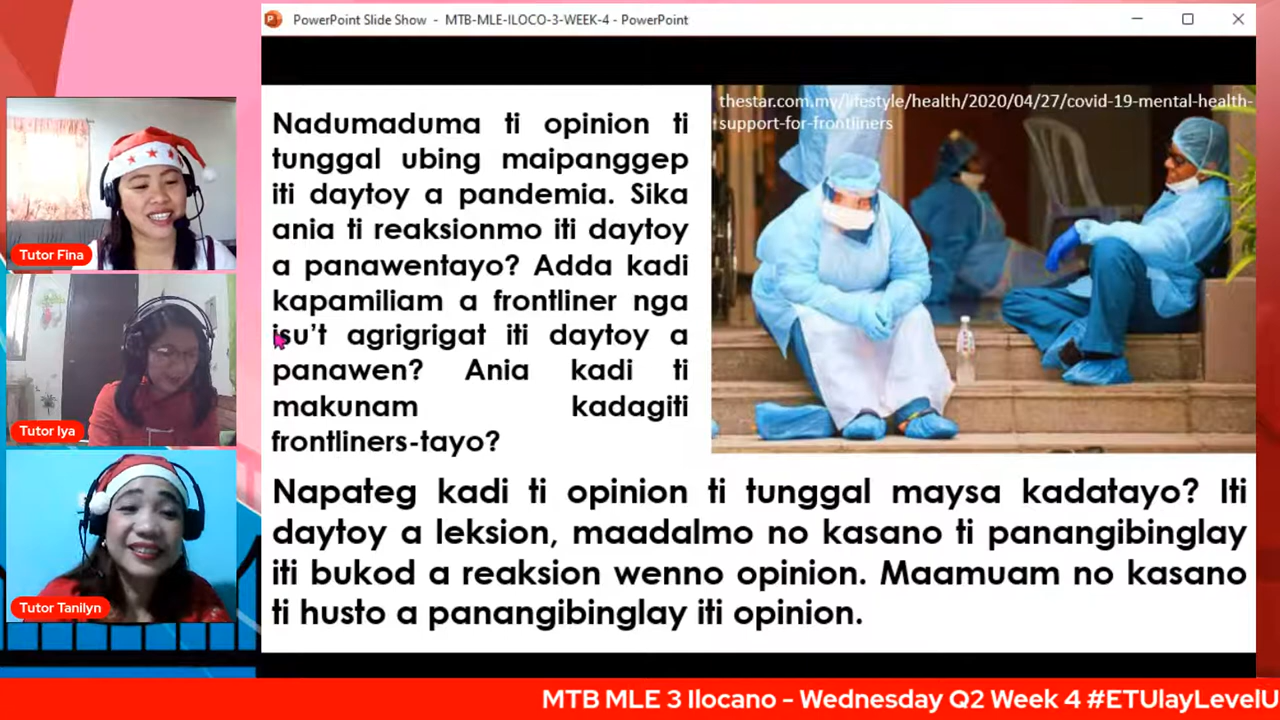 PowerPoint Slide Show - MTB-MLE-ILOCO-3-WEEK-4 - PowerPoint
Nadumaduma ti opinion ti
tunggal ubing maipanggep
iti daytoy a pandemia. Sika
ania ti reaksionmo iti daytoy
a panawentayo? Adda kadi
kapamiliam a frontliner nga
isu't agrigrigat iti daytoy a
panawen? Ania kadi ti
makunam kadagiti
frontliners-tayo?
thestar.com.my/lifestyle/health/2020/04/27/covid-19-mental-health-
support-for-frontliners
Napateg kadi ti opinion ti tunggal maysa kadatayo? Iti
daytoy a leksion, maadalmo no kasano ti panangibinglay
iti bukod a reaksion wenno opinion. Maamuam no kasano
ti husto a panangibinglay iti opinion.
Tutor Fina
Tutor Iya
Tutor Tanilyn
MTB MLE 3 Ilocano - Wednesday Q2 Week 4 #ETUlayLevelU